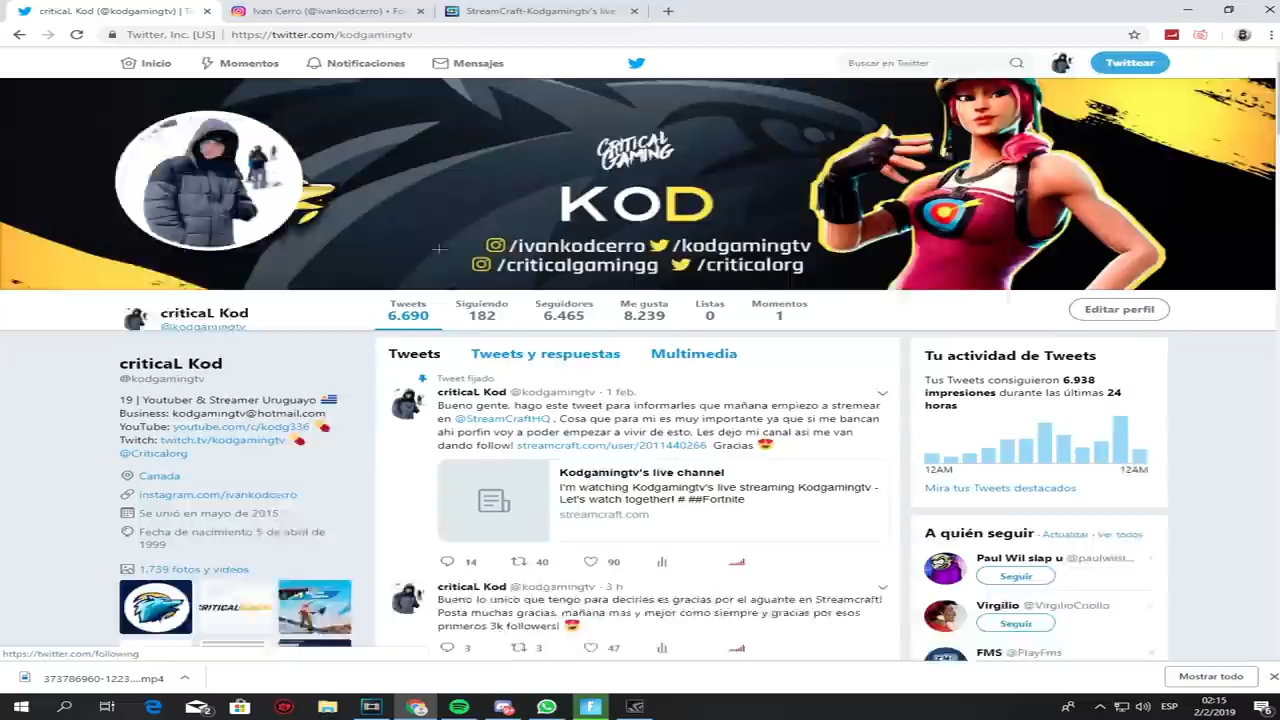 criticaL Kod (@kodgamingtv) | Tw
Ivan Cerro (@ivankodcerro) • Fo
StreamCraft-Kodgamingtv's live
Twitter, Inc. [US] | https://twitter.com/kodgamingtv
Inicio
Momentos
Notificaciones
Mensajes
Buscar en Twitter
Twittear
CRITICAL GAMING
KOD
/ivankodcerro /kodgamingtv
/criticalgamingg /criticalorg
criticaL Kod
@kodgamingtv
Tweets 6.690
Siguiendo 182
Seguidores 6.465
Me gusta 8.239
Listas 0
Momentos 1
Editar perfil
criticaL Kod
@kodgamingtv
19 | Youtuber & Streamer Uruguayo 🇺🇾
Business: kodgamingtv@hotmail.com
YouTube: youtube.com/c/kodg336
Twitch: twitch.tv/kodgamingtv
@Criticalorg
Canada
instagram.com/ivankodcerro
Se unió en mayo de 2015
Fecha de nacimiento 5 de abril de
1999
1.739 fotos y videos
Tweets
Tweets y respuestas
Multimedia
Tweet fijado
criticaL Kod @kodgamingtv · 1 feb.
Bueno gente, hago este tweet para informarles que mañana empiezo a stremear
en @StreamCraftHQ , Cosa que para mi es muy importante ya que si me bancan
ahi porfin voy a poder empezar a vivir de esto. Les dejo mi canal asi me van
dando follow! streamcraft.com/user/2011440266 Gracias 😍
Kodgamingtv's live channel
I'm watching Kodgamingtv's live streaming Kodgamingtv -
Let's watch together! # ##Fortnite
streamcraft.com
14 40 90
criticaL Kod @kodgamingtv · 3 h
Bueno lo unico que tengo para decirles es gracias por el aguante en Streamcraft!
Posta muchas gracias, mañana mas y mejor como siempre y gracias por esos
primeros 3k followers! 😍
3 3 47
Tu actividad de Tweets
Tus Tweets consiguieron 6.938
impresiones durante las últimas 24
horas
12AM 12AM
Mira tus Tweets destacados
A quién seguir · Actualizar · Ver todos
Paul Wil slap u @paulwilsl...
Seguir
Virgilio @VirgilioCriollo
Seguir
FMS @PlayFms
https://twitter.com/following
373786960-1223....mp4
Mostrar todo
ESP
02:15
2/2/2019